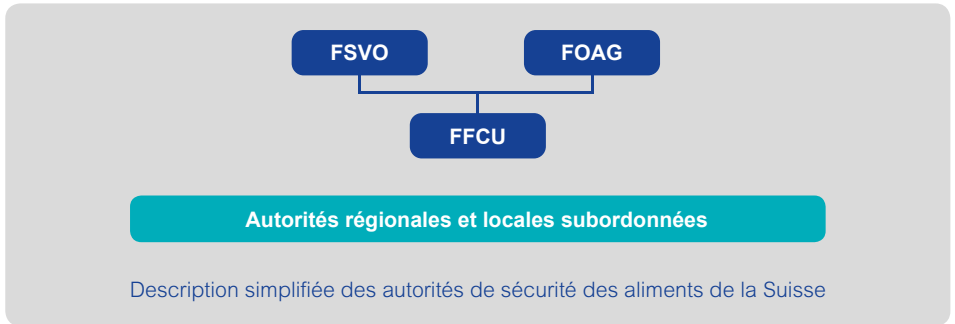 FSVO
FOAG
FFCU
Autorités régionales et locales subordonnées
Description simplifiée des autorités de sécurité des aliments de la Suisse